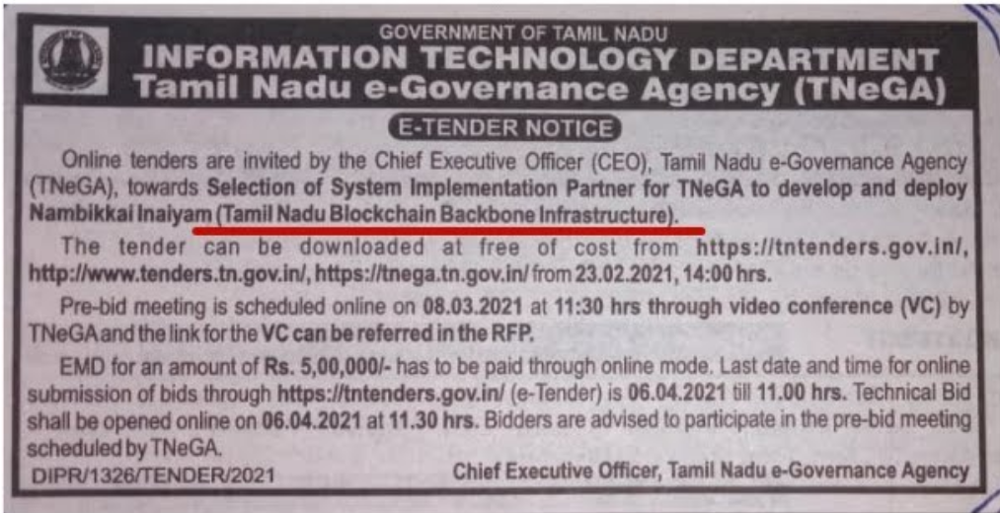 GOVERNMENT OF TAMIL NADU
INFORMATION TECHNOLOGY DEPARTMENT
Tamil Nadu e-Governance Agency (TNeGA)
E-TENDER NOTICE
Online tenders are invited by the Chief Executive Officer (CEO), Tamil Nadu e-Governance Agency
(TNeGA), towards Selection of System Implementation Partner for TNeGA to develop and deploy
Nambikkai Inaiyam (Tamil Nadu Blockchain Backbone Infrastructure).
The tender can be downloaded at free of cost from https://tntenders.gov.in/,
http://www.tenders.tn.gov.in/, https://tnega.tn.gov.in/ from 23.02.2021, 14:00 hrs.
Pre-bid meeting is scheduled online on 08.03.2021 at 11:30 hrs through video conference (VC) by
TNeGA and the link for the VC can be referred in the RFP.
EMD for an amount of Rs. 5,00,000/- has to be paid through online mode. Last date and time for online
submission of bids through https://tntenders.gov.in/ (e-Tender) is 06.04.2021 till 11.00 hrs. Technical Bid
shall be opened online on 06.04.2021 at 11.30 hrs. Bidders are advised to participate in the pre-bid meeting
scheduled by TNeGA.
DIPR/1326/TENDER/2021 Chief Executive Officer, Tamil Nadu e-Governance Agency